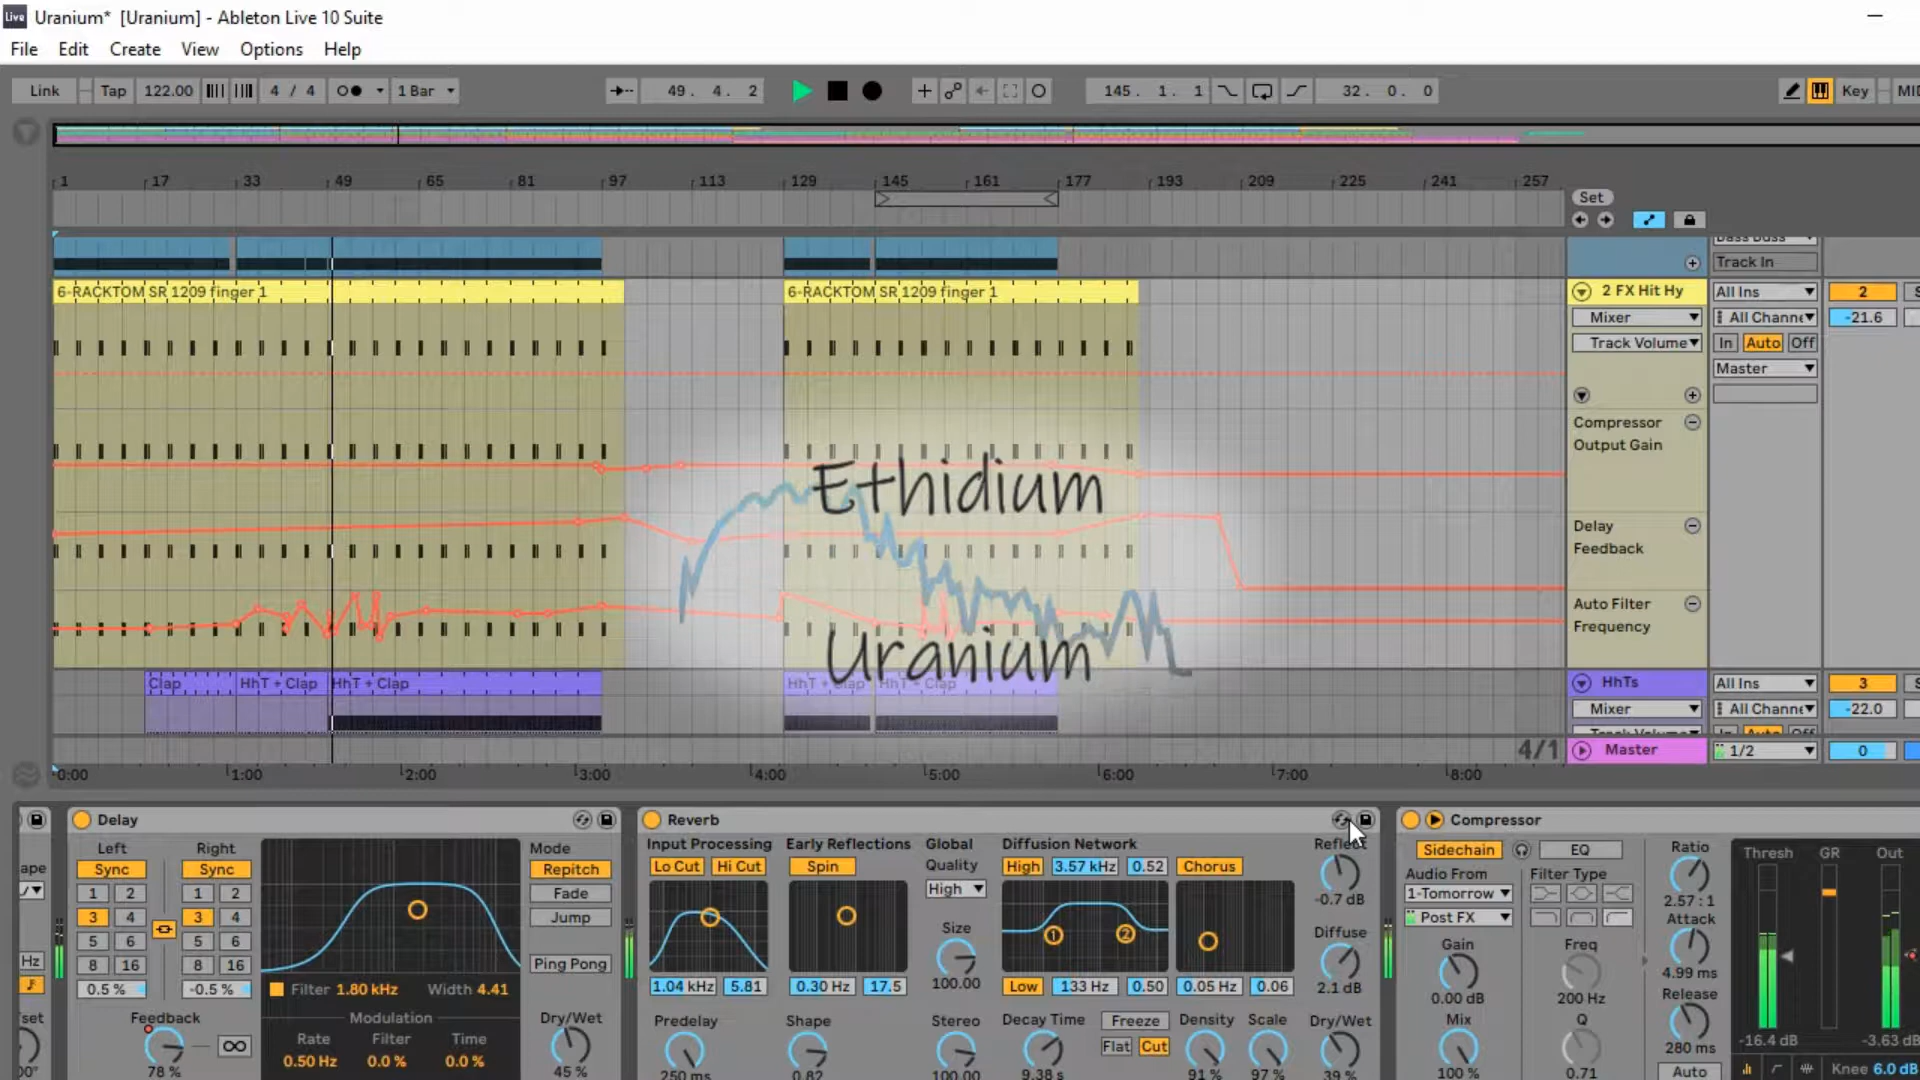 Uranium* [Uranium] - Ableton Live 10 Suite
File Edit Create View Options Help
Link Tap 122.00 4 / 4 1 Bar 49. 4. 2 145. 1. 1 32. 0. 0 Key
1 17 33 49 65 81 97 113 129 145 161 177 193 209 225 241 257
Set
Track In
6-RACKTOM SR 1209 finger 1 6-RACKTOM SR 1209 finger 1 2 FX Hit Hy All Ins 2
Mixer All Channe -21.6
Track Volume In Auto Off
Master
Compressor
Output Gain
Ethidium
Delay
Feedback
Auto Filter
Frequency
Uranium
Clap HhT + Clap HhT + Clap HhT + Clap HhT + Clap HhTs All Ins 3
Mixer All Channe -22.0
4/1 Master 1/2 0
0:00 1:00 2:00 3:00 4:00 5:00 6:00 7:00 8:00
Delay
Left Right Mode
Sync Sync Repitch
1 2 1 2 Fade
3 4 3 4 Jump
5 6 5 6
8 16 8 16 Ping Pong
0.5 % -0.5 % Filter 1.80 kHz Width 4.41
Feedback Modulation Dry/Wet
Rate Filter Time
0.50 Hz 0.0 % 0.0 %
78 % 45 %
Reverb
Input Processing Early Reflections Global Diffusion Network Reflect
Lo Cut Hi Cut Spin Quality High 3.57 kHz 0.52 Chorus
High -0.7 dB
Size 1 2 Diffuse
100.00
1.04 kHz 5.81 0.30 Hz 17.5 Low 133 Hz 0.50 0.05 Hz 0.06 2.1 dB
Predelay Shape Stereo Decay Time Freeze Density Scale Dry/Wet
Flat Cut
250 ms 0.82 100.00 9.38 s 91 % 97 % 39 %
Compressor
Sidechain EQ Ratio Thresh GR Out
Audio From Filter Type
1-Tomorrow 2.57 : 1
Post FX Attack
Gain Freq
4.99 ms
0.00 dB 200 Hz Release
Mix Q
280 ms -16.4 dB -3.63 dB
100 % 0.71 Auto Knee 6.0 dB